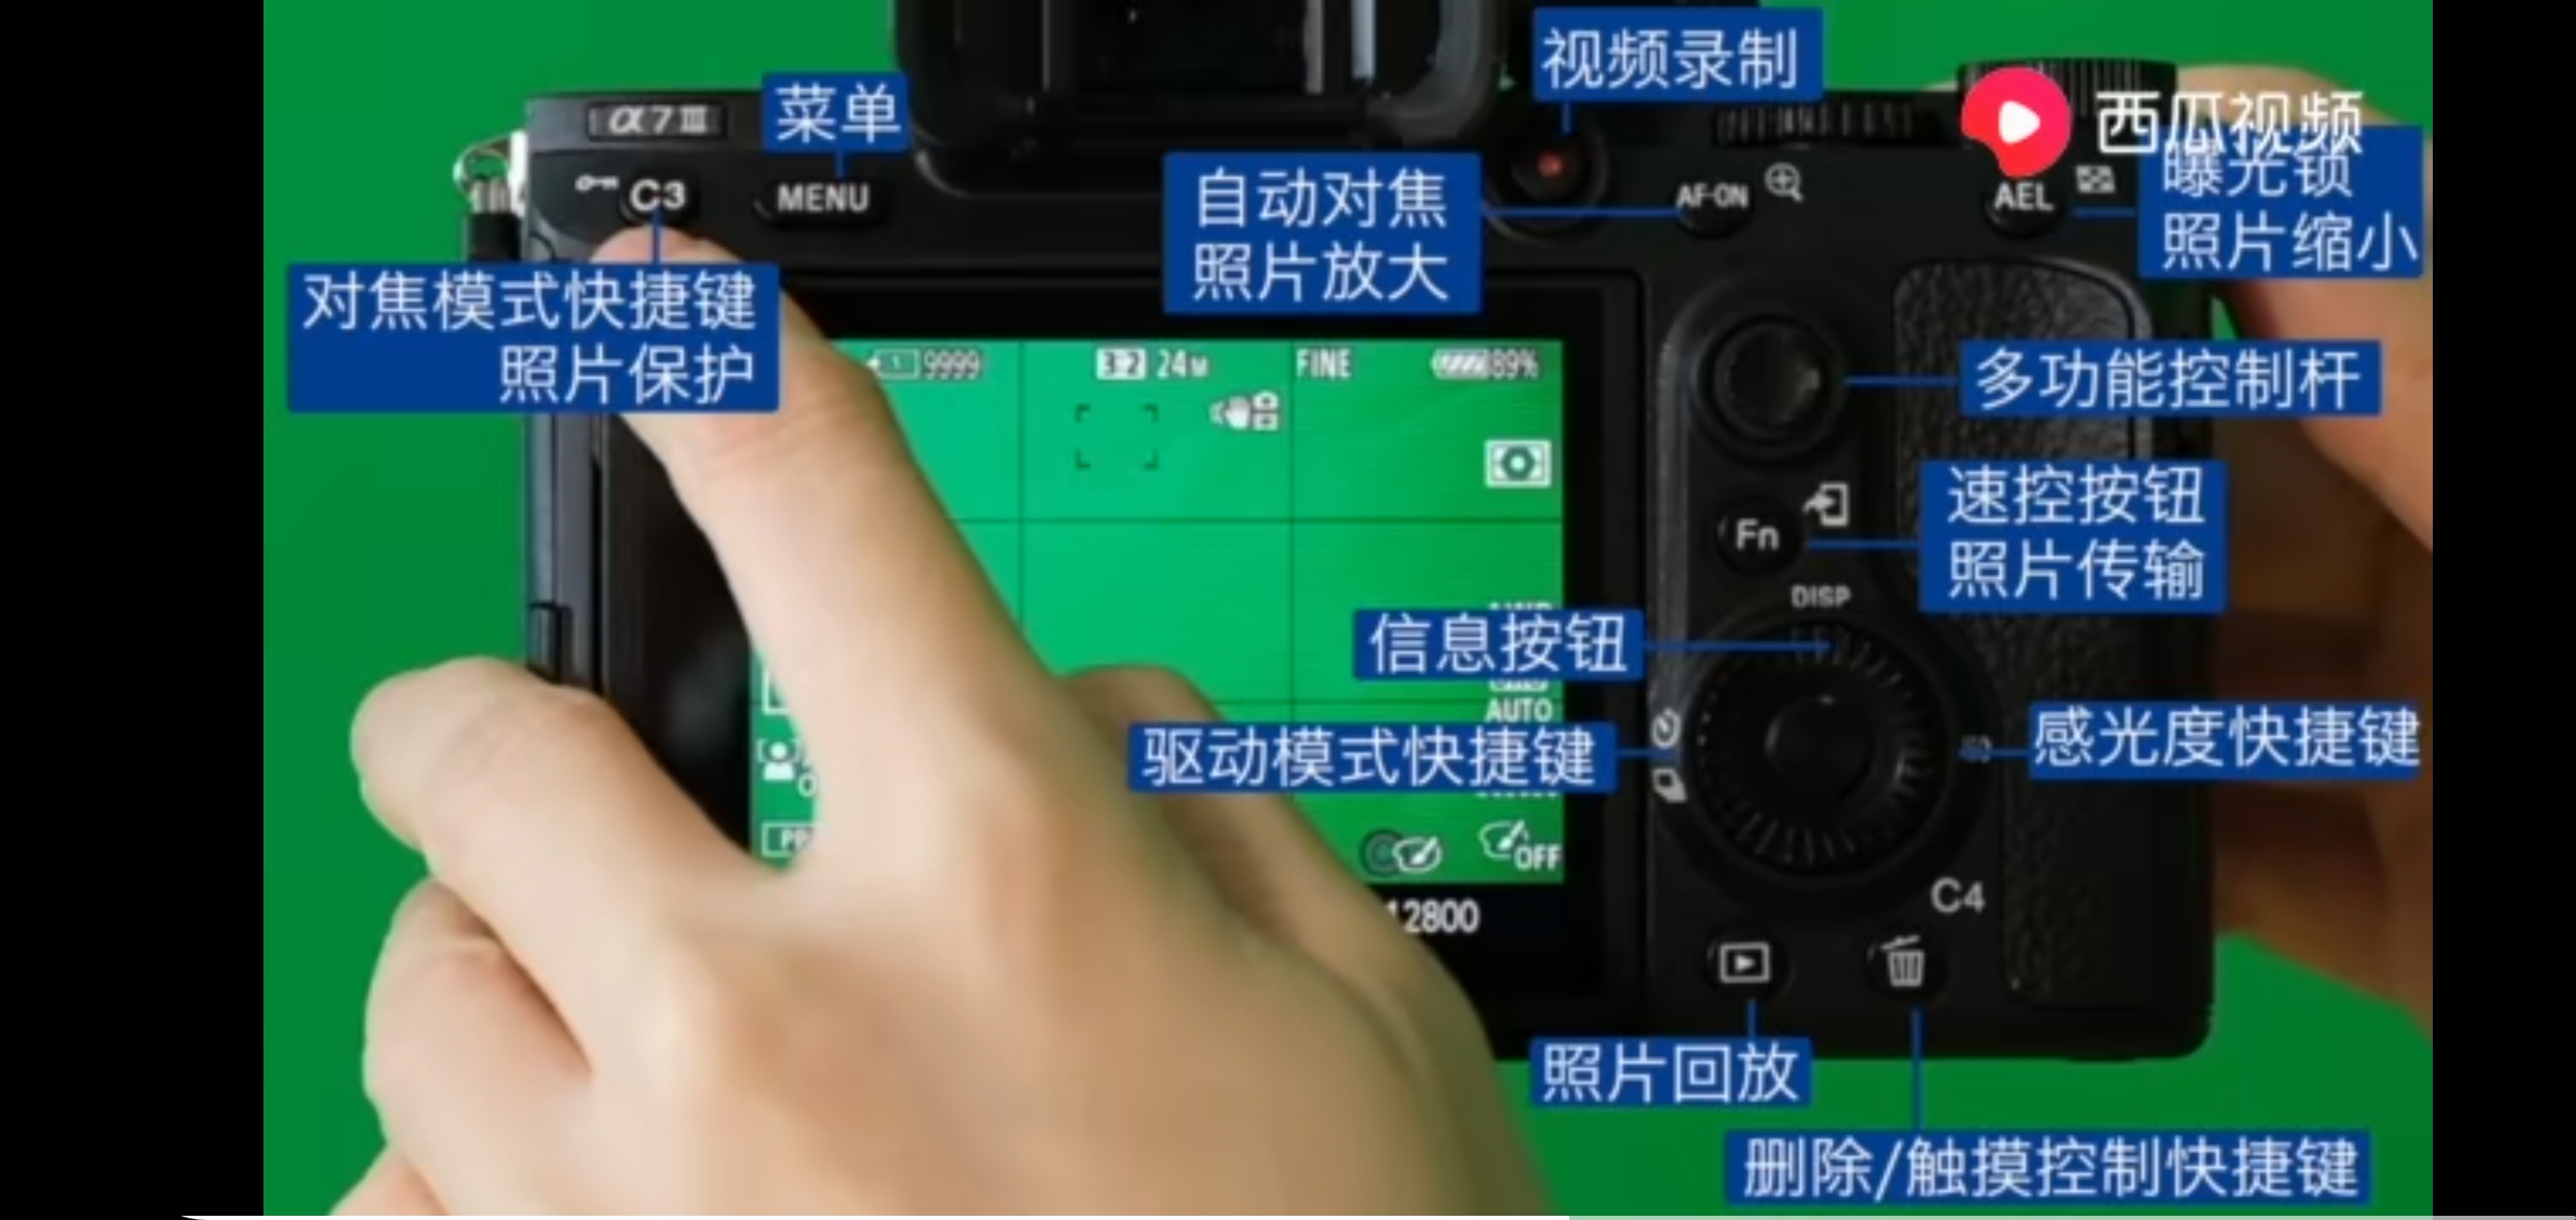 视频录制
菜单
α7III
西瓜视频
C3
MENU
自动对焦
照片放大
AF-ON
AEL
曝光锁
照片缩小
对焦模式快捷键
照片保护
9999
3:2 24M
FINE
89%
多功能控制杆
Fn
速控按钮
照片传输
DISP
信息按钮
AUTO
驱动模式快捷键
感光度快捷键
OFF
C4
12800
照片回放
删除/触摸控制快捷键